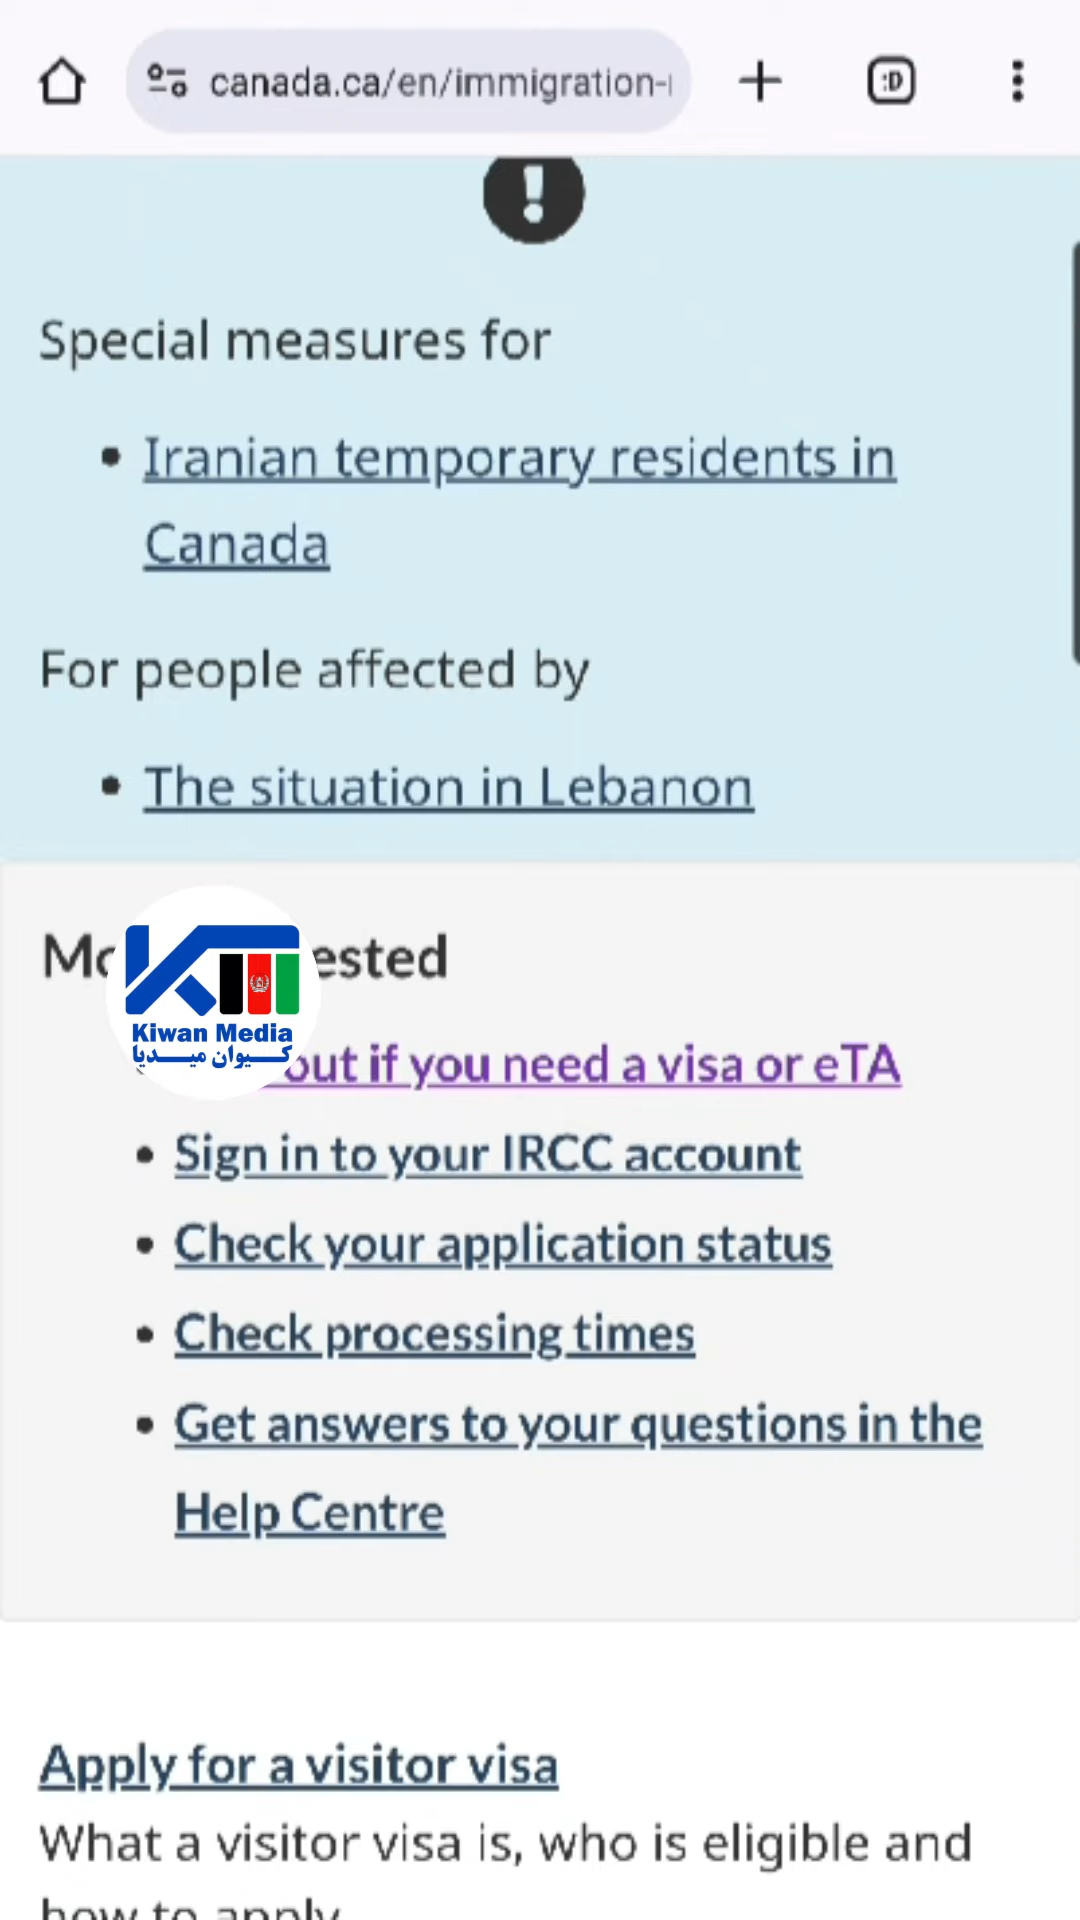 canada.ca/en/immigration-
:D
Special measures for
Iranian temporary residents in
Canada
For people affected by
The situation in Lebanon
ested
Kiwan Media
کیوان میدیا
out if you need a visa or eTA
Sign in to your IRCC account
Check your application status
Check processing times
Get answers to your questions in the
Help Centre
Apply for a visitor visa
What a visitor visa is, who is eligible and
how to apply